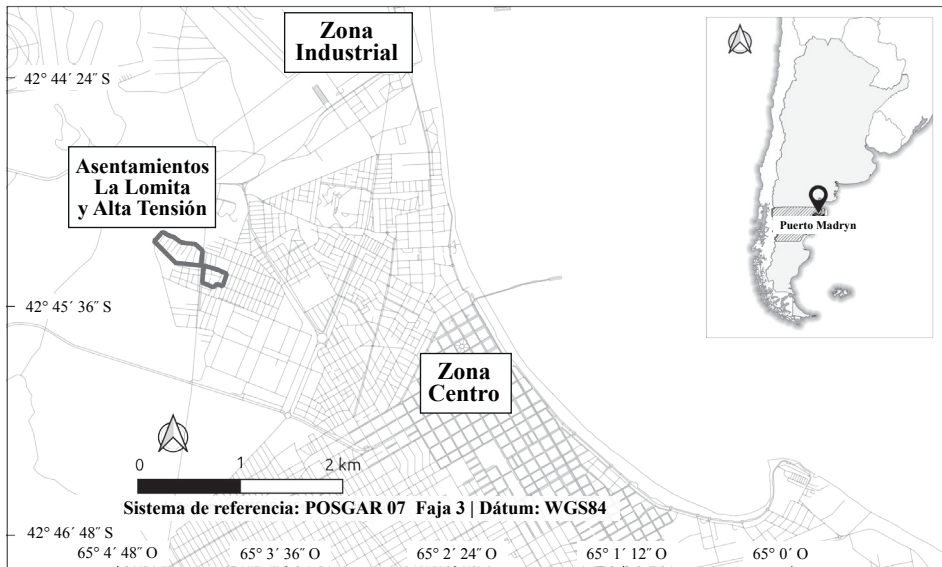 Zona
Industrial
42° 44´ 24˝ S
Asentamientos
La Lomita
y Alta Tensión
Puerto Madryn
42° 45´ 36˝ S
Zona
Centro
0 1 2 km
Sistema de referencia: POSGAR 07 Faja 3 | Dátum: WGS84
42° 46´ 48˝ S
65° 4´ 48˝ O 65° 3´ 36˝ O 65° 2´ 24˝ O 65° 1´ 12˝ O 65° 0´ O